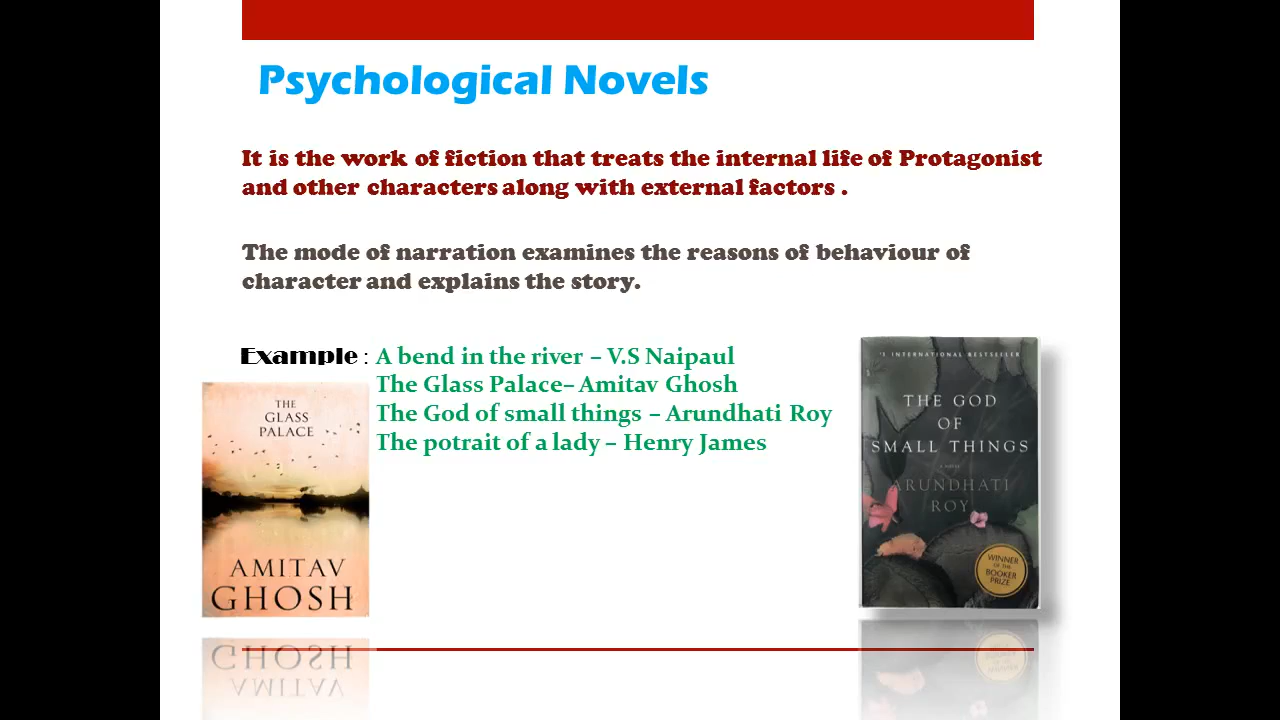 Psychological Novels
It is the work of fiction that treats the internal life of Protagonist
and other characters along with external factors .
The mode of narration examines the reasons of behaviour of
character and explains the story.
Example : A bend in the river – V.S Naipaul
The Glass Palace– Amitav Ghosh
The God of small things – Arundhati Roy
The potrait of a lady – Henry James
THE
GLASS
PALACE
AMITAV
GHOSH
#1 INTERNATIONAL BESTSELLER
THE GOD
OF
SMALL THINGS
ARUNDHATI
ROY
WINNER
OF THE
BOOKER
PRIZE